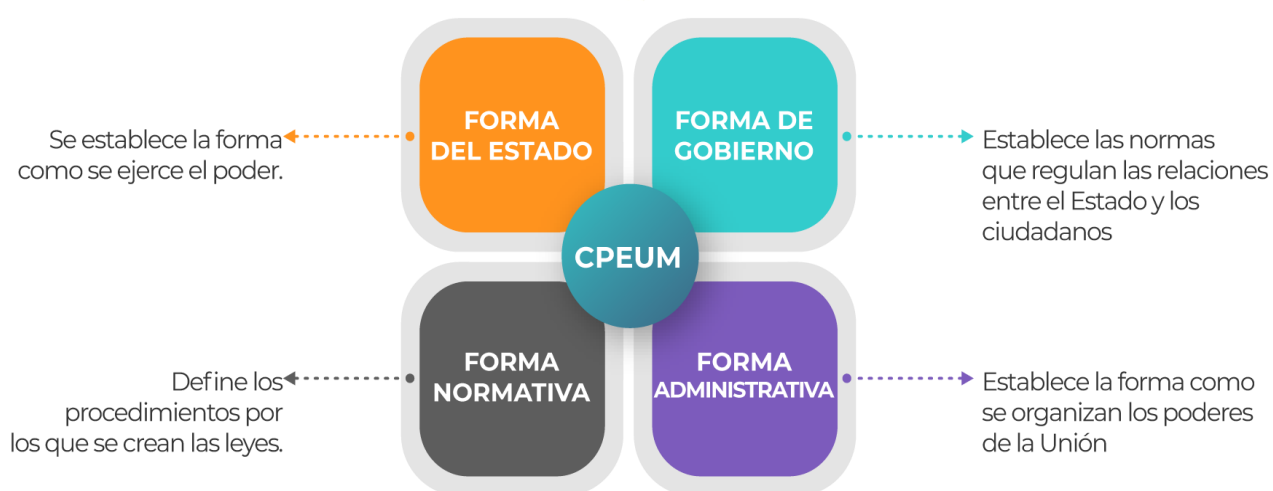 Se establece la forma
como se ejerce el poder.
FORMA
DEL ESTADO
FORMA DE
GOBIERNO
Establece las normas
que regulan las relaciones
entre el Estado y los
ciudadanos
CPEUM
Define los
procedimientos por
los que se crean las leyes.
FORMA
NORMATIVA
FORMA
ADMINISTRATIVA
Establece la forma como
se organizan los poderes
de la Unión